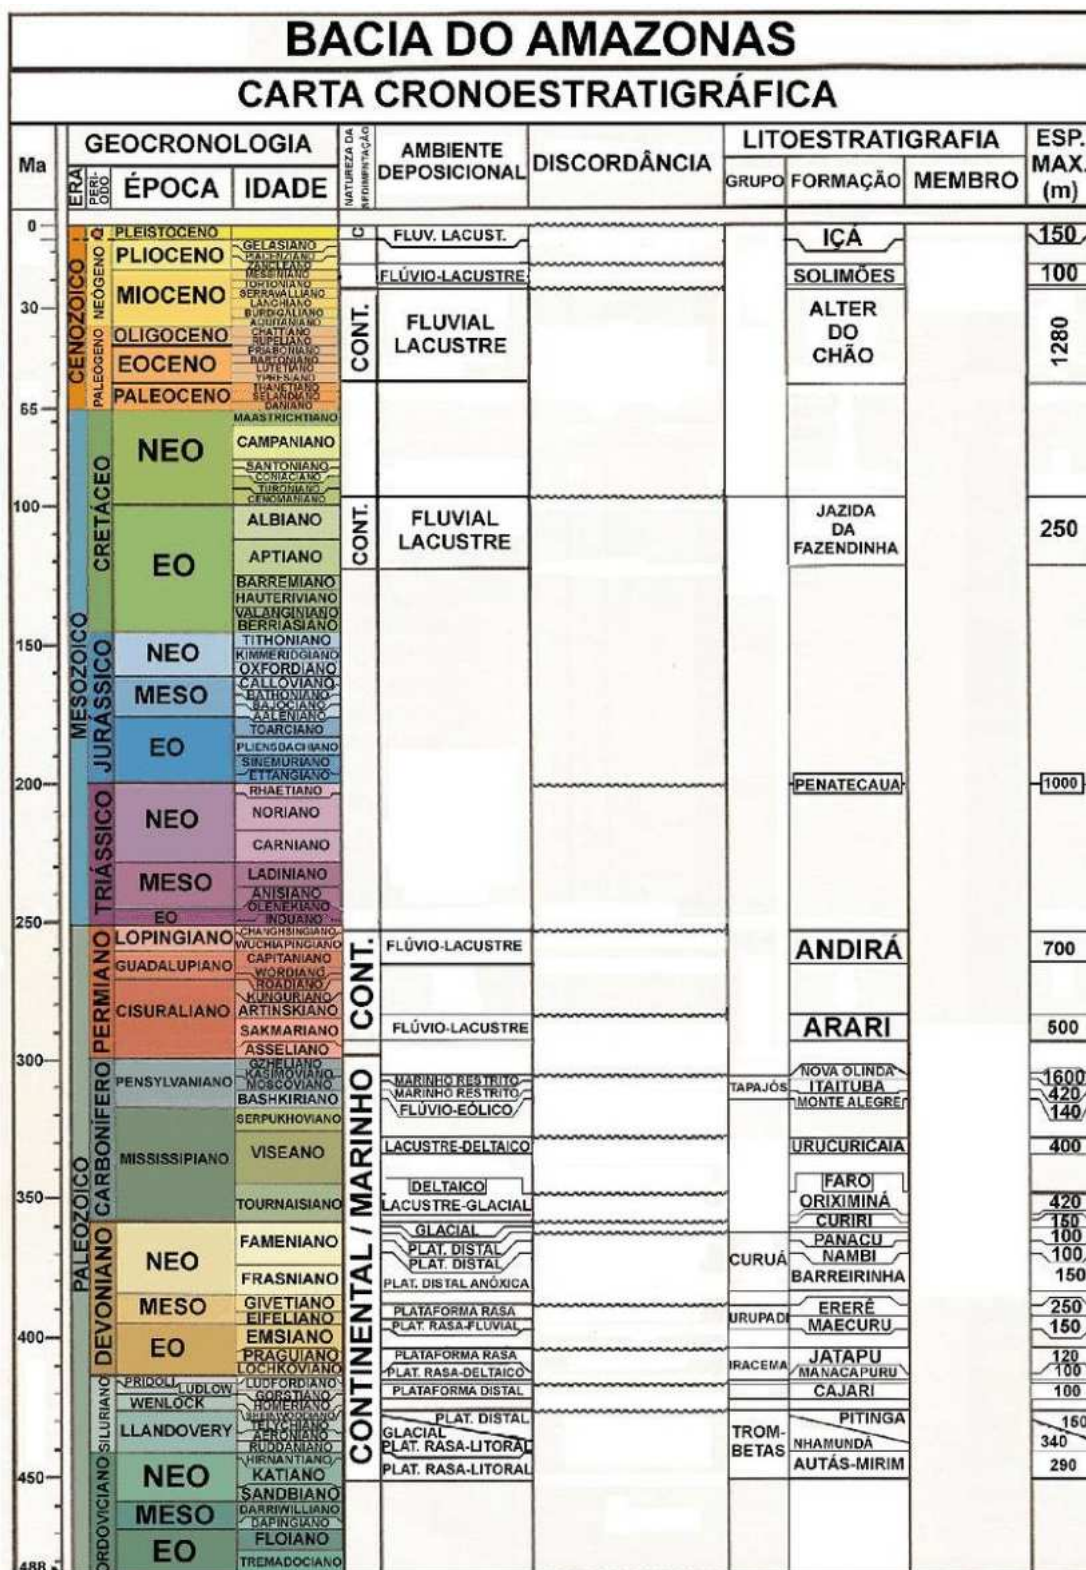 BACIA DO AMAZONAS
CARTA CRONOESTRATIGRÁFICA
Ma
GEOCRONOLOGIA
ERA
PERÍ-
ODO
ÉPOCA
IDADE
NATUREZA DA
SEDIMENTAÇÃO
AMBIENTE
DEPOSICIONAL
DISCORDÂNCIA
LITOESTRATIGRAFIA
GRUPO
FORMAÇÃO
MEMBRO
ESP.
MAX.
(m)
0
30
65
100
150
200
250
300
350
400
450
488
CENOZOICO
MESOZOICO
PALEOZOICO
Q
NEÓGENO
PALEOGENO
CRETÁCEO
JURÁSSICO
TRIÁSSICO
PERMIANO
CARBONÍFERO
DEVONIANO
SILURIANO
ORDOVICIANO
PLEISTOCENO
PLIOCENO
MIOCENO
OLIGOCENO
EOCENO
PALEOCENO
NEO
EO
NEO
MESO
EO
NEO
MESO
EO
LOPINGIANO
GUADALUPIANO
CISURALIANO
PENSYLVANIANO
MISSISSIPIANO
NEO
MESO
EO
PRIDOLI
LUDLOW
WENLOCK
LLANDOVERY
NEO
MESO
EO
GELASIANO
PIACENZIANO
ZANCLEANO
MESSINIANO
TORTONIANO
SERRAVALLIANO
LANGHIANO
BURDIGALIANO
AQUITANIANO
CHATTIANO
RUPELIANO
PRIABONIANO
BARTONIANO
LUTETIANO
YPRESIANO
THANETIANO
SELANDIANO
DANIANO
MAASTRICHTIANO
CAMPANIANO
SANTONIANO
CONIACIANO
TURONIANO
CENOMANIANO
ALBIANO
APTIANO
BARREMIANO
HAUTERIVIANO
VALANGINIANO
BERRIASIANO
TITHONIANO
KIMMERIDGIANO
OXFORDIANO
CALLOVIANO
BATHONIANO
BAJOCIANO
AALENIANO
TOARCIANO
PLIENSBACHIANO
SINEMURIANO
ETTANGIANO
RHAETIANO
NORIANO
CARNIANO
LADINIANO
ANISIANO
OLENEKIANO
INDUANO
CHANGHSINGIANO
WUCHIAPINGIANO
CAPITANIANO
WORDIANO
ROADIANO
KUNGURIANO
ARTINSKIANO
SAKMARIANO
ASSELIANO
GZHELIANO
KASIMOVIANO
MOSCOVIANO
BASHKIRIANO
SERPUKHOVIANO
VISEANO
TOURNAISIANO
FAMENIANO
FRASNIANO
GIVETIANO
EIFELIANO
EMSIANO
PRAGUIANO
LOCHKOVIANO
LUDFORDIANO
GORSTIANO
HOMERIANO
TELYCHIANO
AERONIANO
RUDDANIANO
HIRNANTIANO
KATIANO
SANDBIANO
DARRIWILLIANO
DAPINGIANO
FLOIANO
TREMADOCIANO
C
CONT.
CONT.
CONT.
CONTINENTAL / MARINHO
FLUV. LACUST.
FLÚVIO-LACUSTRE
FLUVIAL
LACUSTRE
FLUVIAL
LACUSTRE
FLÚVIO-LACUSTRE
FLÚVIO-LACUSTRE
MARINHO RESTRITO
MARINHO RESTRITO
FLÚVIO-EÓLICO
LACUSTRE-DELTAICO
DELTAICO
LACUSTRE-GLACIAL
GLACIAL
PLAT. DISTAL
PLAT. DISTAL
PLAT. DISTAL ANÓXICA
PLATAFORMA RASA
PLAT. RASA-FLUVIAL
PLATAFORMA RASA
PLAT. RASA-DELTAICO
PLATAFORMA DISTAL
PLAT. DISTAL
GLACIAL
PLAT. RASA-LITORAL
PLAT. RASA-LITORAL
TAPAJÓS
CURUÁ
URUPADI
IRACEMA
TROM-
BETAS
IÇÁ
SOLIMÕES
ALTER
DO
CHÃO
JAZIDA
DA
FAZENDINHA
PENATECAUA
ANDIRÁ
ARARI
NOVA OLINDA
ITAITUBA
MONTE ALEGRE
URUCURICAIA
FARO
ORIXIMINÁ
CURIRI
PANACU
NAMBI
BARREIRINHA
ERERÊ
MAECURU
JATAPU
MANACAPURU
CAJARI
PITINGA
NHAMUNDÁ
AUTÁS-MIRIM
150
100
1280
250
1000
700
500
1600
420
140
400
420
150
100
100
150
250
150
120
100
100
150
340
290